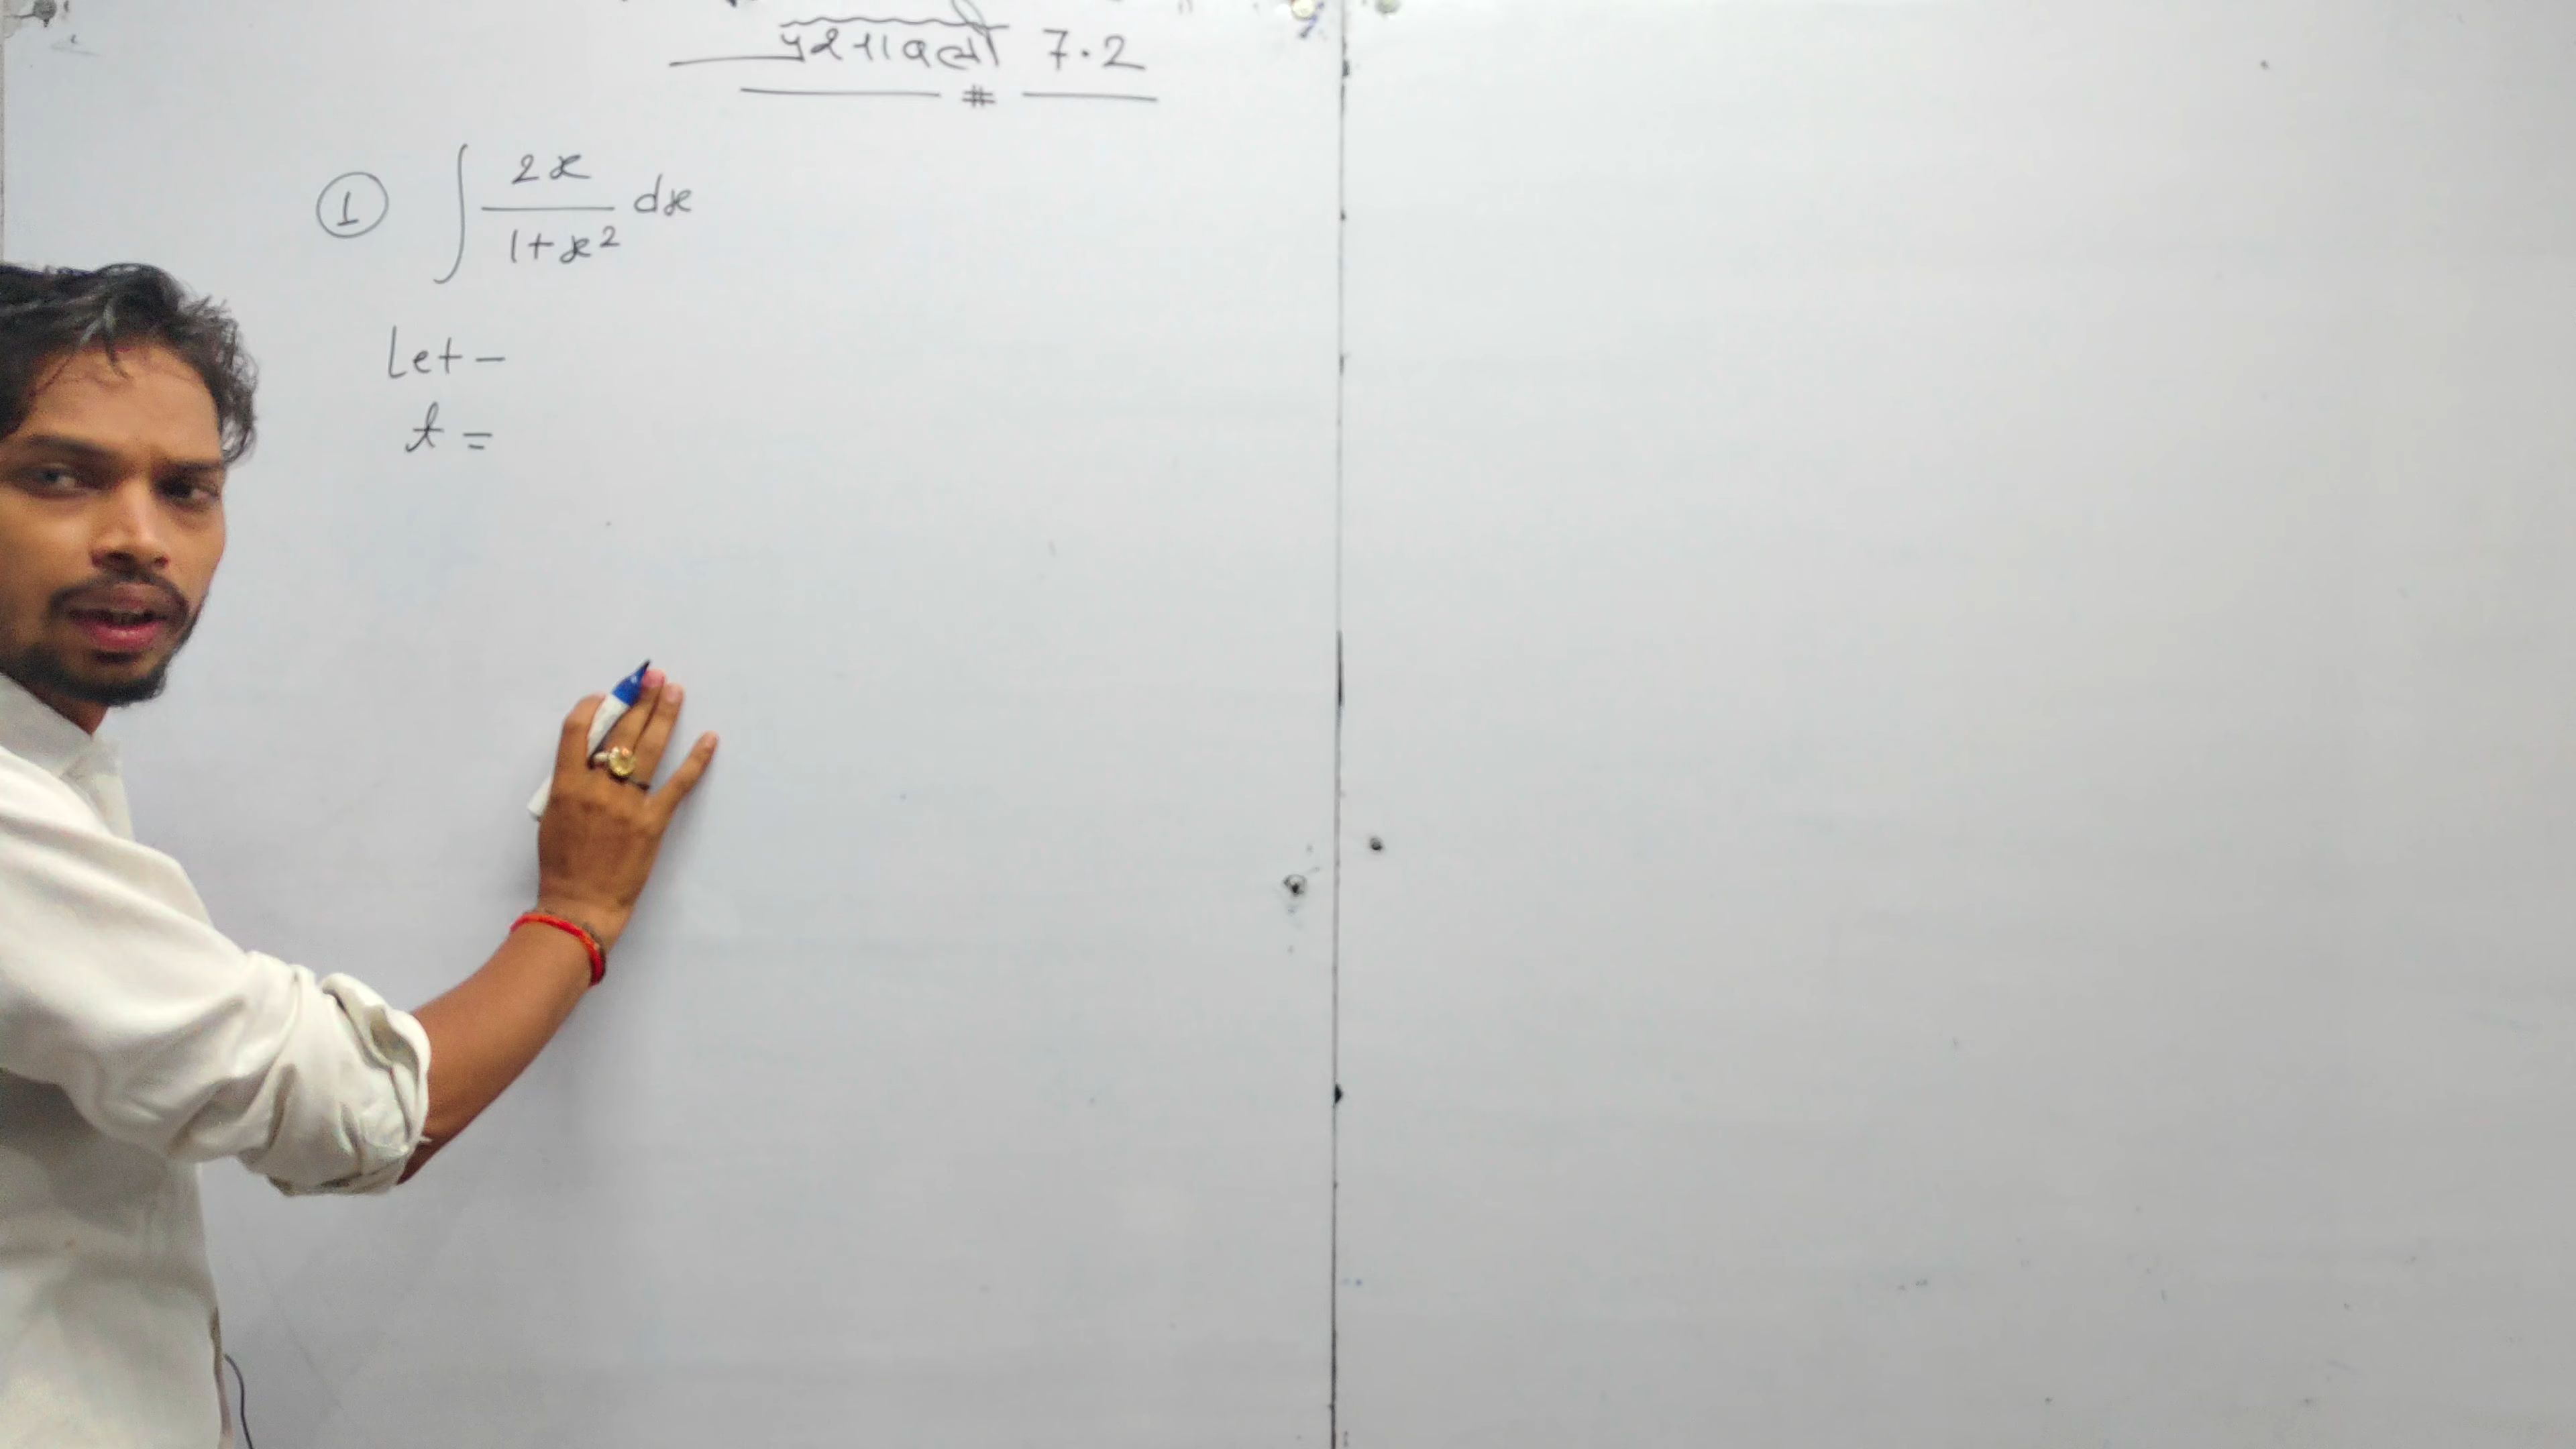 प्रश्नावली 7.2
#
① ∫ 2x / 1+x² dx
Let –
t =